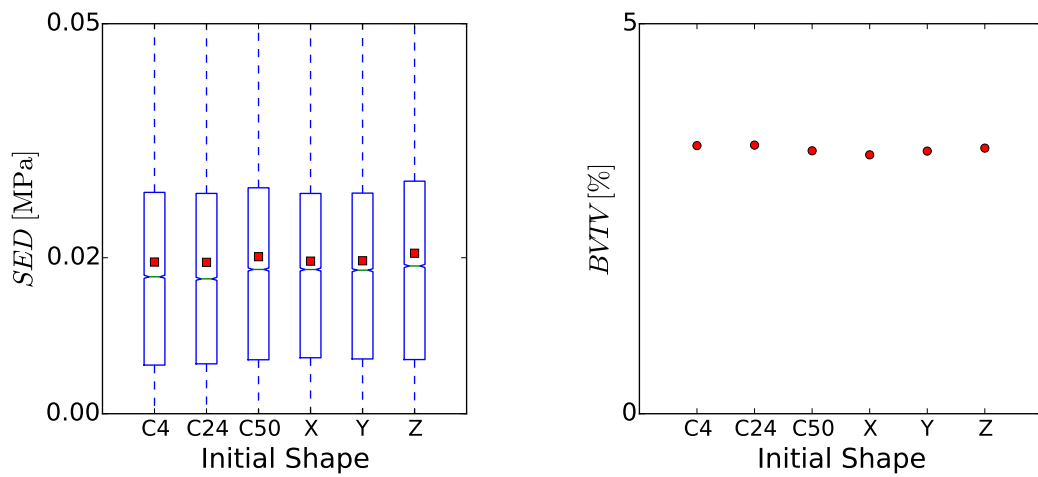 0.05
0.02
0.00
SED [MPa]
C4 C24 C50 X Y Z
Initial Shape
5
0
BVTV [%]
C4 C24 C50 X Y Z
Initial Shape